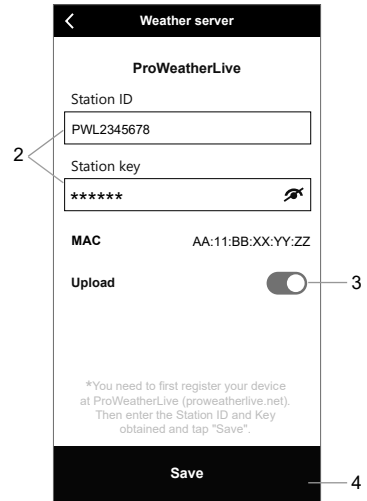 Weather server
ProWeatherLive
Station ID
PWL2345678
2
Station key
******
MAC AA:11:BB:XX:YY:ZZ
Upload
3
*You need to first register your device
at ProWeatherLive (proweatherlive.net).
Then enter the Station ID and Key
obtained and tap "Save".
Save
4